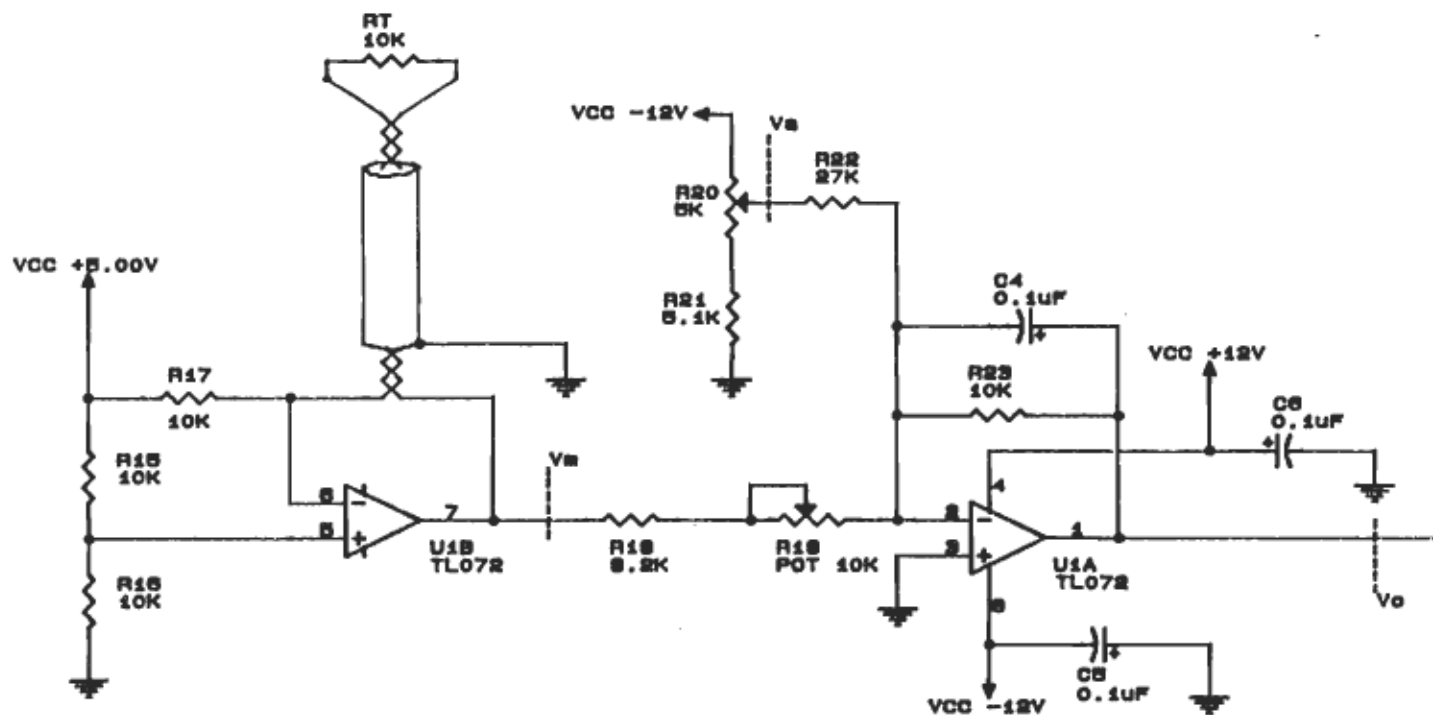 RT
10K
VCC -12V
Va
R22
27K
R20
5K
VCC +5.00V
R21
5.1K
C4
0.1uF
VCC +12V
R17
10K
R23
10K
C6
0.1uF
R15
10K
Vm
4
6
7
2
1
5
3
U1B
TL072
R18
8.2K
R19
POT 10K
U1A
TL072
R16
10K
8
Vo
C5
0.1uF
VCC -12V